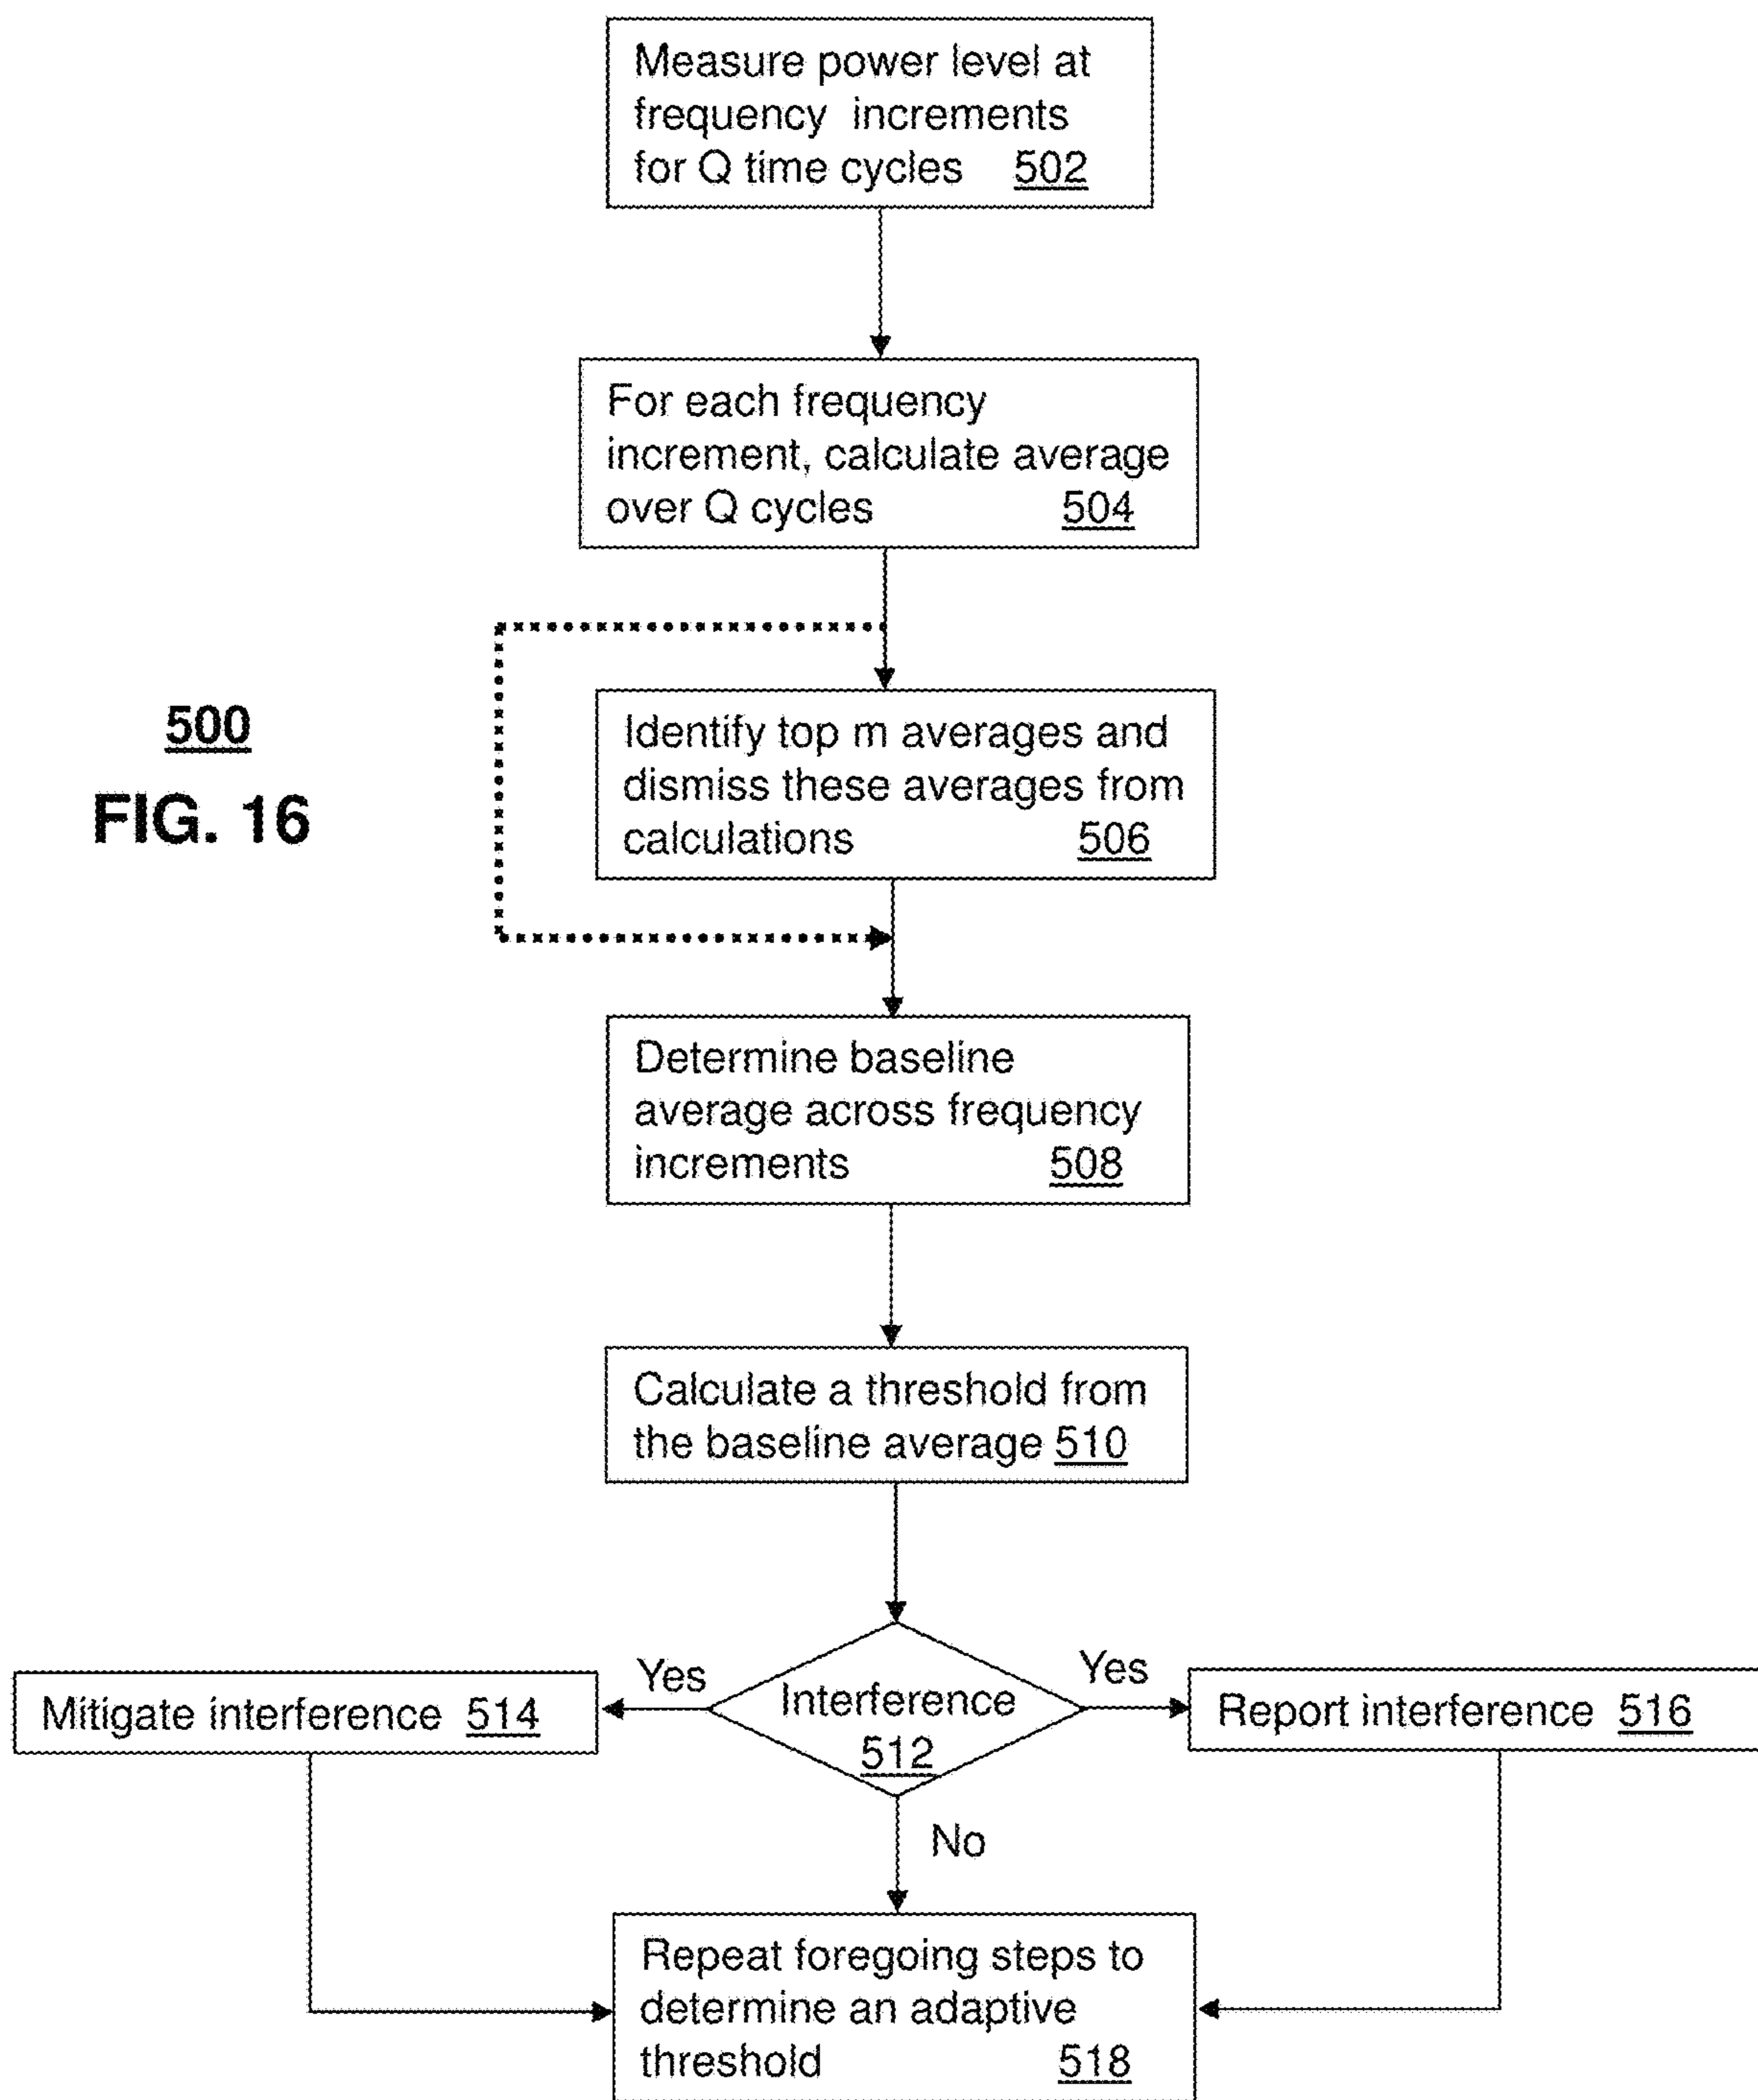 Measure power level at
frequency increments
for Q time cycles 502
For each frequency
increment, calculate average
over Q cycles 504
500
FIG. 16
Identify top m averages and
dismiss these averages from
calculations 506
Determine baseline
average across frequency
increments 508
Calculate a threshold from
the baseline average 510
Yes
Yes
Mitigate interference 514
Interference
512
Report interference 516
No
Repeat foregoing steps to
determine an adaptive
threshold 518